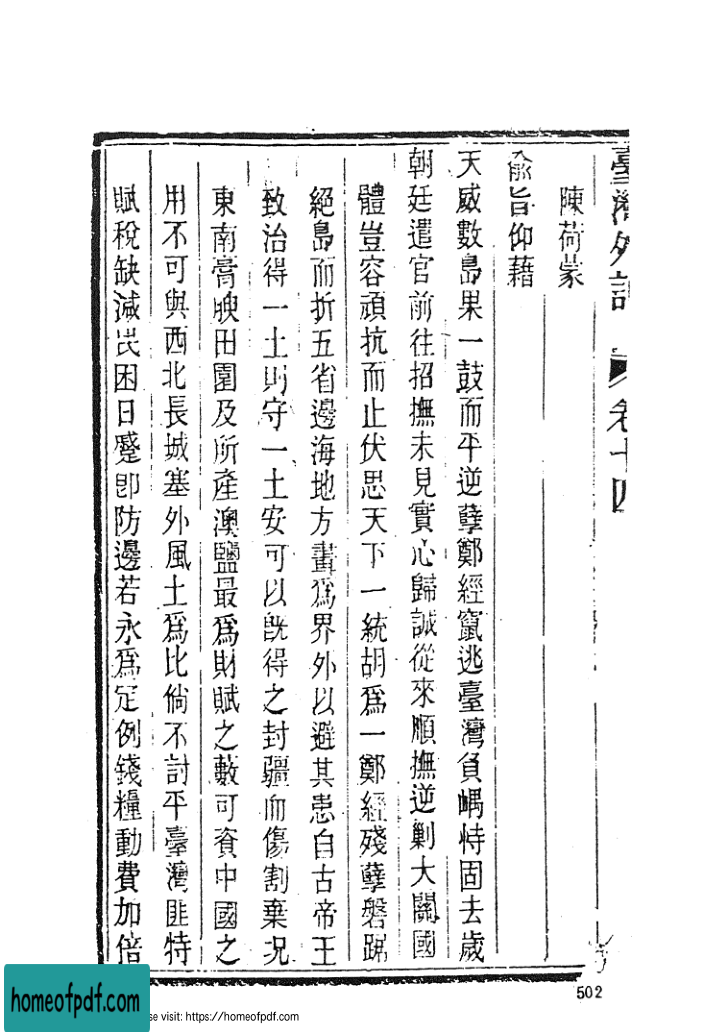 臺灣外記 卷十四
陳荷蒙
俞旨仰藉
天威數島果一鼓而平逆孽鄭經竄逃臺灣負嵎恃固去歲
朝廷遣官前往招撫未見實心歸誠從來順撫逆剿大關國
體豈容頑抗而止伏思天下一統胡爲一鄭經殘孽磐踞
絕島而折五省邊海地方畫爲界外以避其患自古帝王
致治得一土則守一土安可以旣得之封疆而傷割棄况
東南膏腴田園及所產澳鹽最爲財賦之藪可資中國之
用不可與西北長城塞外風土爲比倘不討平臺灣匪特
賦稅缺減民困日蹙卽防邊若永爲定例錢糧動費加倍
502
homeofpdf.com
se visit: https://homeofpdf.com